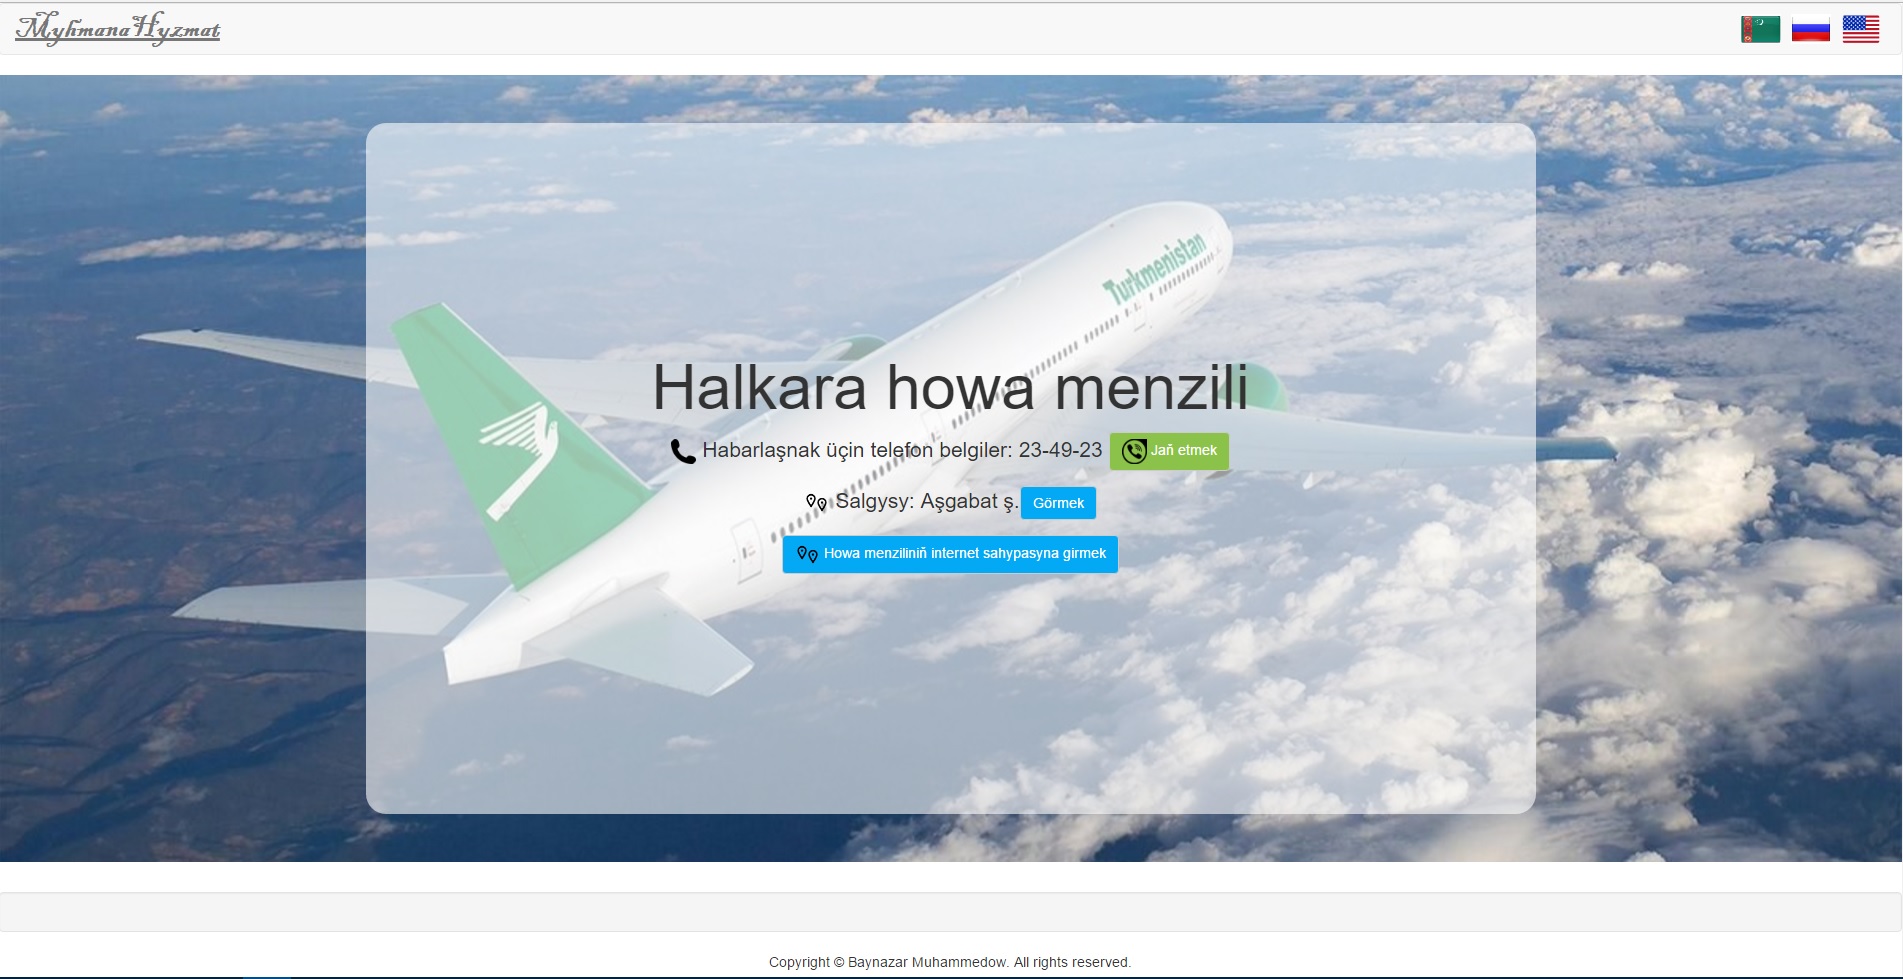 MyhmanaHyzmat
Turkmenistan
Halkara howa menzili
Habarlaşnak üçin telefon belgiler: 23-49-23 Jaň etmek
Salgysy: Aşgabat ş. Görmek
Howa menziliniň internet sahypasyna girmek
Copyright © Baynazar Muhammedow. All rights reserved.